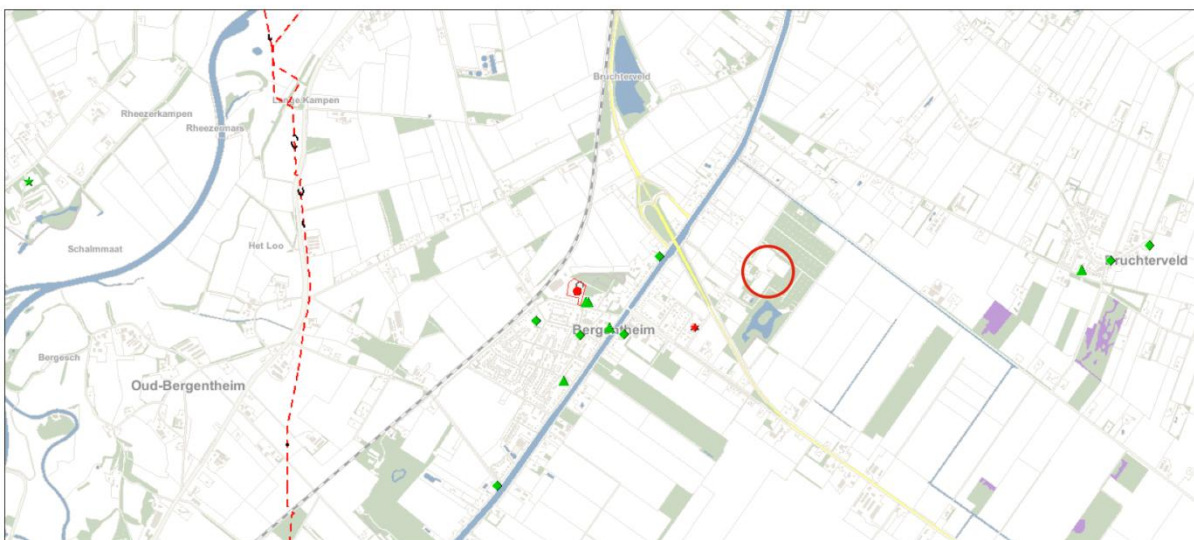 Bruchterveld
Lange Kampen
Rheezerkampen
Rheezermars
Het Loo
Schalmmaat
Bruchterveld
Bergentheim
Bergesch
Oud-Bergentheim